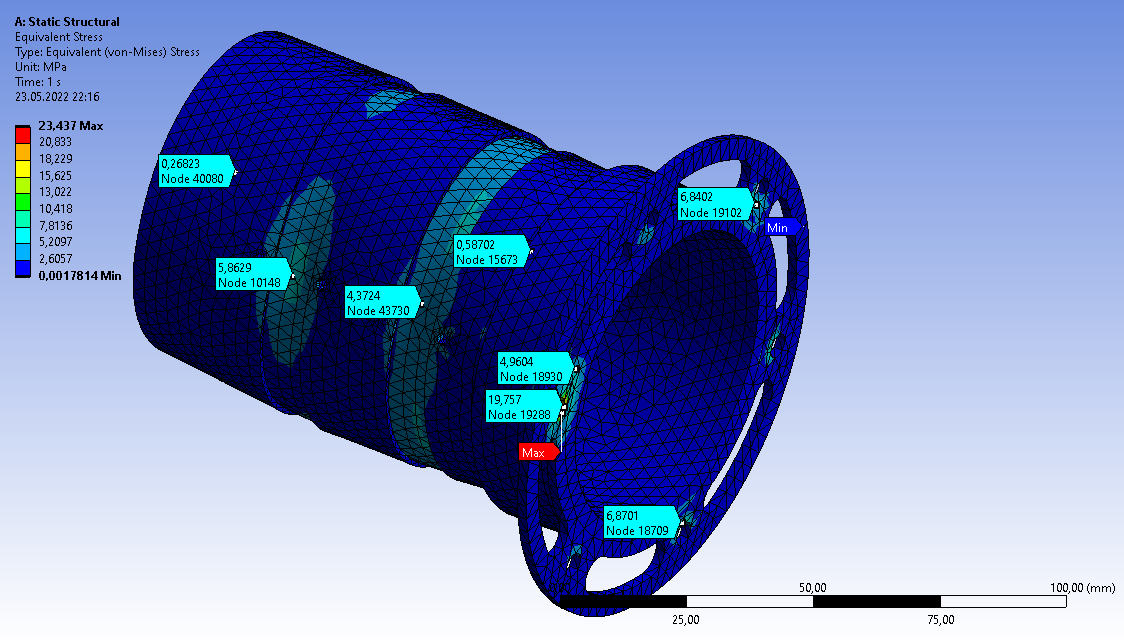 A: Static Structural
Equivalent Stress
Type: Equivalent (von-Mises) Stress
Unit: MPa
Time: 1 s
23.05.2022 22:16
23,437 Max
20,833
18,229
15,625
13,022
10,418
7,8136
5,2097
2,6057
0,0017814 Min
0,26823
Node 40080
6,8402
Node 19102
Min
0,58702
Node 15673
5,8629
Node 10148
4,3724
Node 43730
4,9604
Node 18930
19,757
Node 19288
Max
6,8701
Node 18709
50,00
100,00 (mm)
25,00
75,00